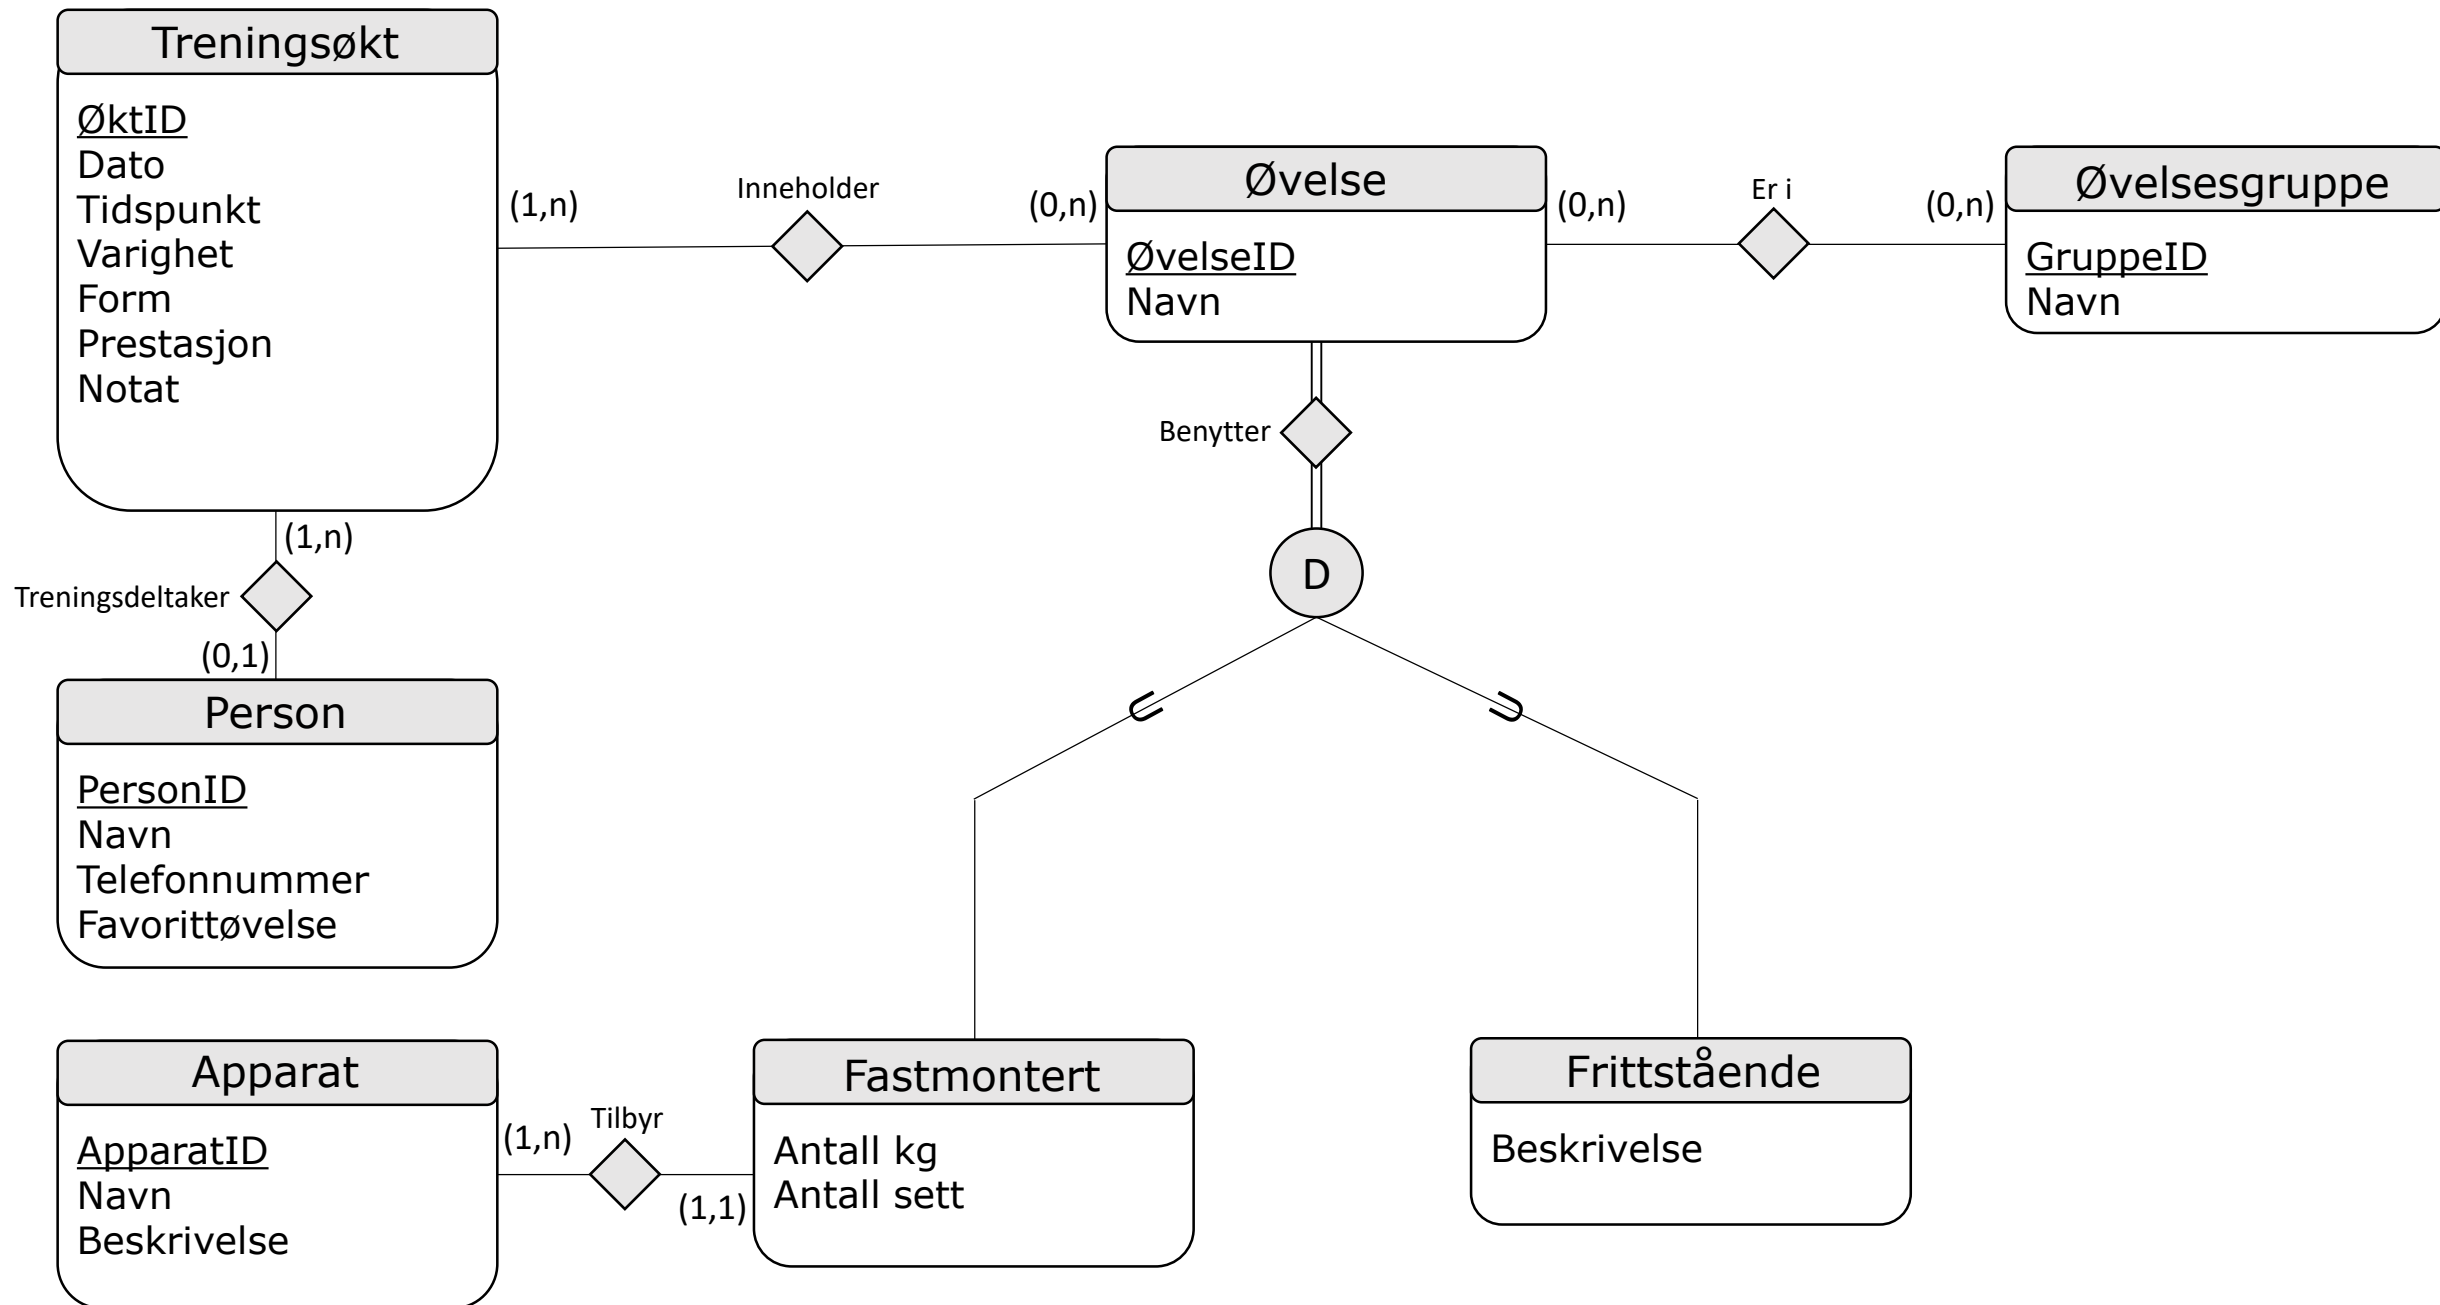 Treningsøkt
ØktID
Dato
Tidspunkt
Varighet
Form
Prestasjon
Notat
(1,n)
Inneholder
(0,n)
Øvelse
ØvelseID
Navn
(0,n)
Er i
(0,n)
Øvelsesgruppe
GruppeID
Navn
Benytter
D
(1,n)
Treningsdeltaker
(0,1)
Person
PersonID
Navn
Telefonnummer
Favorittøvelse
Apparat
ApparatID
Navn
Beskrivelse
(1,n)
Tilbyr
(1,1)
Fastmontert
Antall kg
Antall sett
Frittstående
Beskrivelse